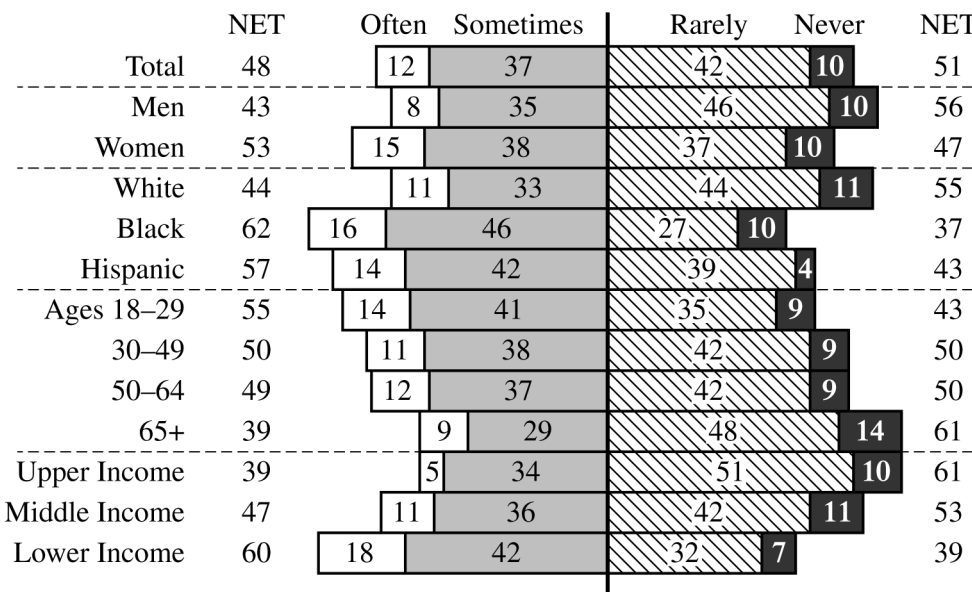 NET Often Sometimes Rarely Never NET
Total 48 12 37 42 10 51
Men 43 8 35 46 10 56
Women 53 15 38 37 10 47
White 44 11 33 44 11 55
Black 62 16 46 27 10 37
Hispanic 57 14 42 39 4 43
Ages 18–29 55 14 41 35 9 43
30–49 50 11 38 42 9 50
50–64 49 12 37 42 9 50
65+ 39 9 29 48 14 61
Upper Income 39 5 34 51 10 61
Middle Income 47 11 36 42 11 53
Lower Income 60 18 42 32 7 39